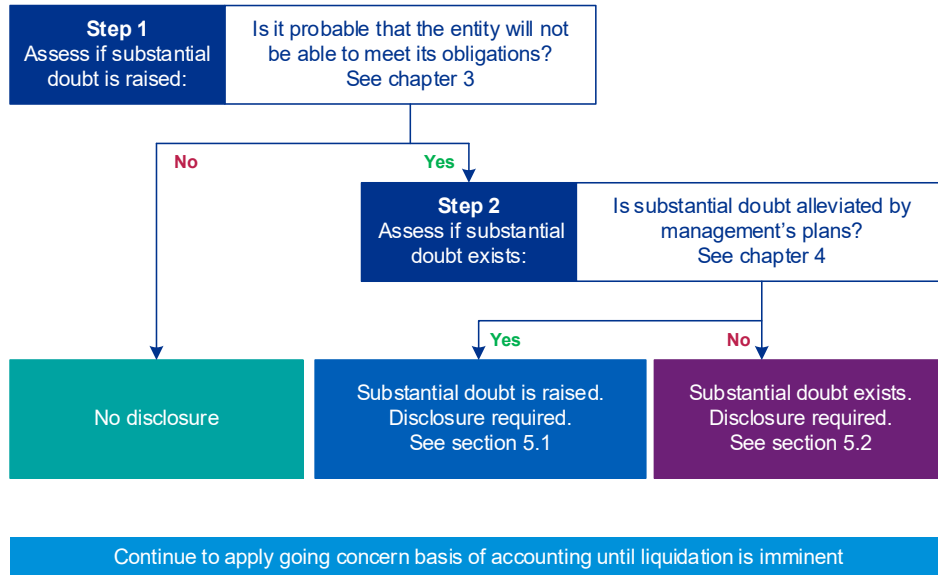 Step 1
Assess if substantial
doubt is raised:
Is it probable that the entity will not
be able to meet its obligations?
See chapter 3
No
Yes
Step 2
Assess if substantial
doubt exists:
Is substantial doubt alleviated by
management’s plans?
See chapter 4
Yes
No
No disclosure
Substantial doubt is raised.
Disclosure required.
See section 5.1
Substantial doubt exists.
Disclosure required.
See section 5.2
Continue to apply going concern basis of accounting until liquidation is imminent